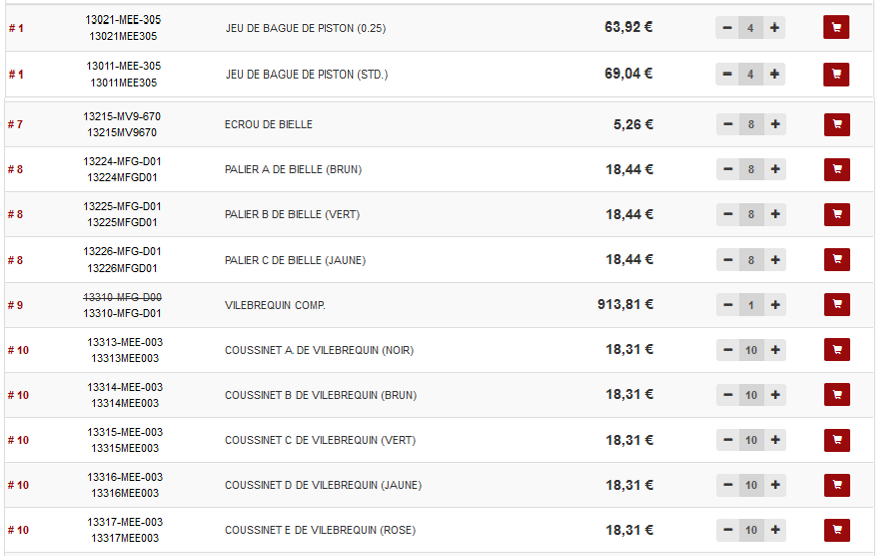 # 1 13021-MEE-305 JEU DE BAGUE DE PISTON (0.25) 63,92 € 4
13021MEE305
# 1 13011-MEE-305 JEU DE BAGUE DE PISTON (STD.) 69,04 € 4
13011MEE305
# 7 13215-MV9-670 ECROU DE BIELLE 5,26 € 8
13215MV9670
# 8 13224-MFG-D01 PALIER A DE BIELLE (BRUN) 18,44 € 8
13224MFGD01
# 8 13225-MFG-D01 PALIER B DE BIELLE (VERT) 18,44 € 8
13225MFGD01
# 8 13226-MFG-D01 PALIER C DE BIELLE (JAUNE) 18,44 € 8
13226MFGD01
# 9 13310-MFG-D00 VILEBREQUIN COMP. 913,81 € 1
13310-MFG-D01
# 10 13313-MEE-003 COUSSINET A DE VILEBREQUIN (NOIR) 18,31 € 10
13313MEE003
# 10 13314-MEE-003 COUSSINET B DE VILEBREQUIN (BRUN) 18,31 € 10
13314MEE003
# 10 13315-MEE-003 COUSSINET C DE VILEBREQUIN (VERT) 18,31 € 10
13315MEE003
# 10 13316-MEE-003 COUSSINET D DE VILEBREQUIN (JAUNE) 18,31 € 10
13316MEE003
# 10 13317-MEE-003 COUSSINET E DE VILEBREQUIN (ROSE) 18,31 € 10
13317MEE003